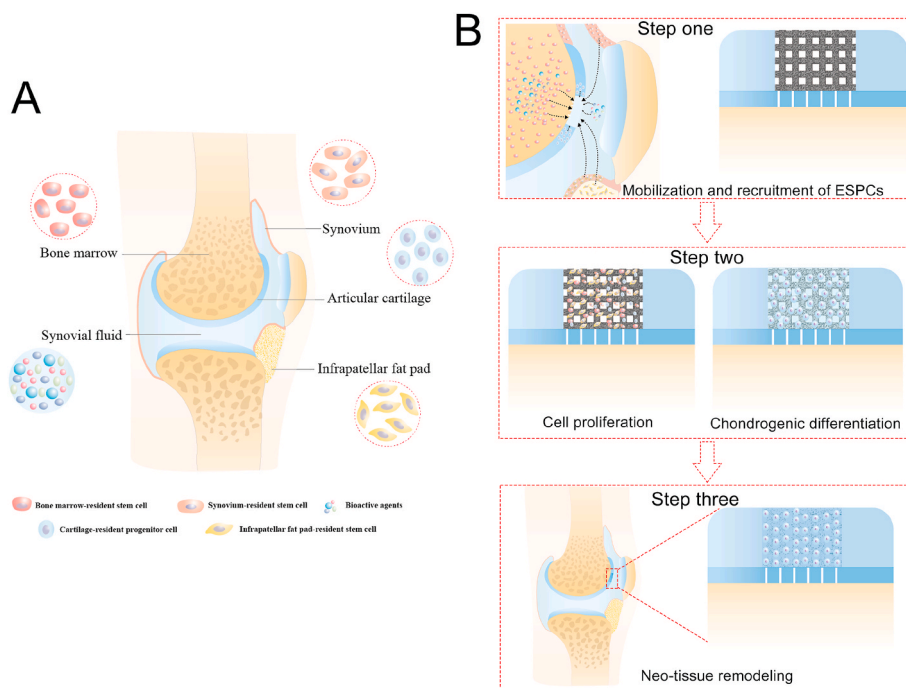 A
Bone marrow
Synovium
Articular cartilage
Synovial fluid
Infrapatellar fat pad
Bone marrow-resident stem cell
Synovium-resident stem cell
Bioactive agents
Cartilage-resident progenitor cell
Infrapatellar fat pad-resident stem cell
B
Step one
Mobilization and recruitment of ESPCs
Step two
Cell proliferation
Chondrogenic differentiation
Step three
Neo-tissue remodeling